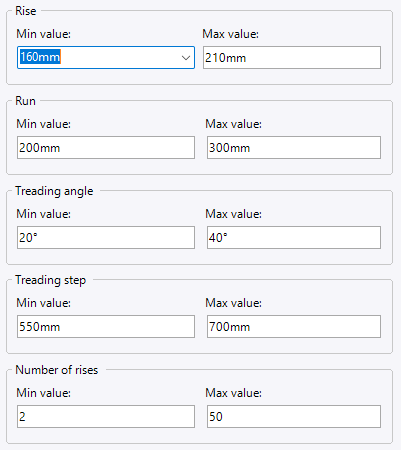 Rise
Min value: Max value:
160mm 210mm
Run
Min value: Max value:
200mm 300mm
Treading angle
Min value: Max value:
20° 40°
Treading step
Min value: Max value:
550mm 700mm
Number of rises
Min value: Max value:
2 50